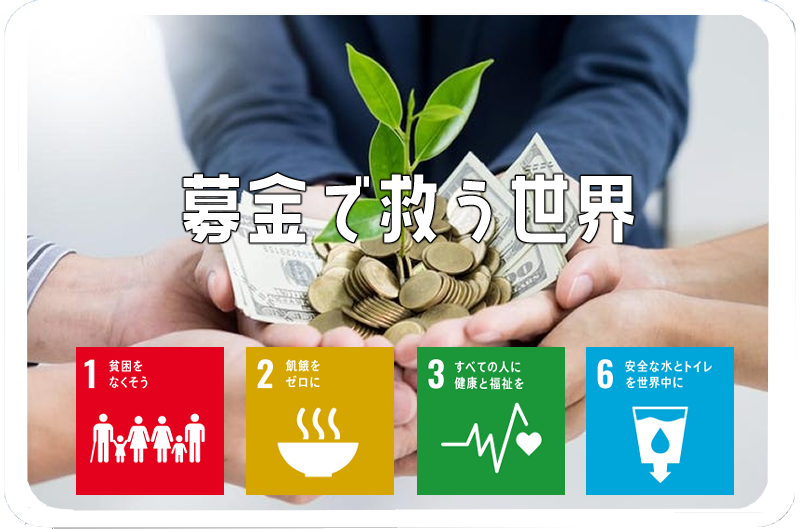 募金で救う世界
1 貧困を
なくそう
2 飢餓を
ゼロに
3 すべての人に
健康と福祉を
6 安全な水とトイレ
を世界中に